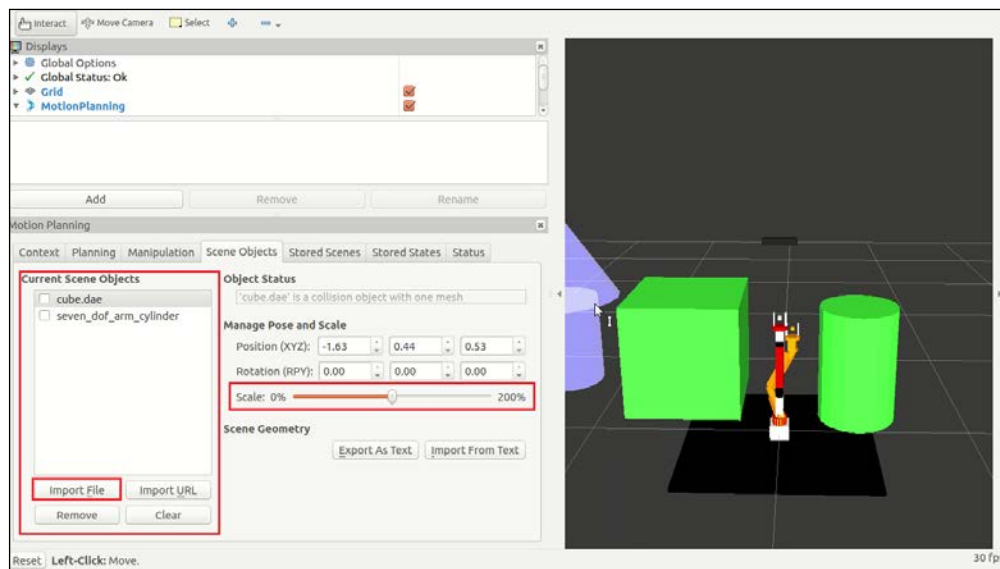 Interact Move Camera Select
Displays
Global Options
Global Status: Ok
Grid
MotionPlanning
Add Remove Rename
Motion Planning
Context Planning Manipulation Scene Objects Stored Scenes Stored States Status
Current Scene Objects
cube.dae
seven_dof_arm_cylinder
Import File Import URL
Remove Clear
Object Status
'cube.dae' is a collision object with one mesh
Manage Pose and Scale
Position (XYZ): -1.63 0.44 0.53
Rotation (RPY): 0.00 0.00 0.00
Scale: 0% 200%
Scene Geometry
Export As Text Import From Text
Reset Left-Click: Move. 30 fps